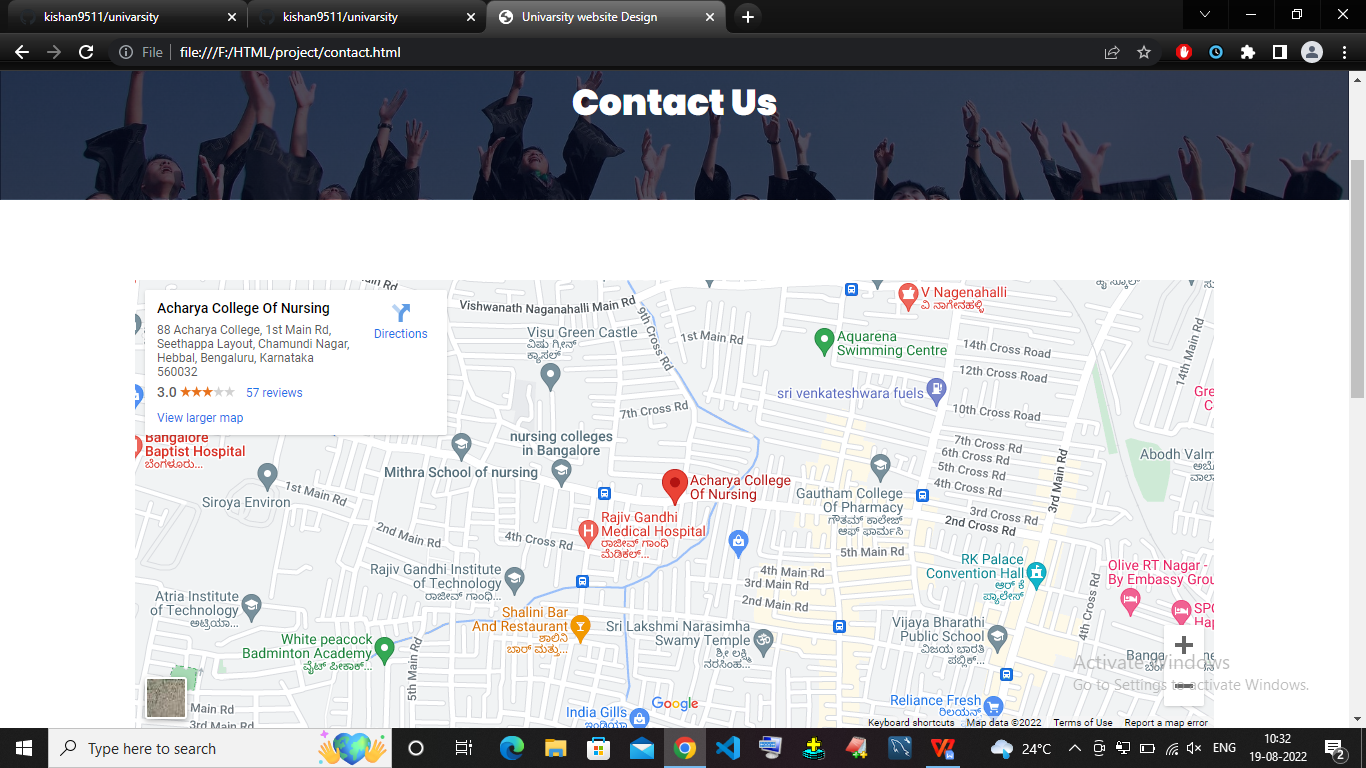 kishan9511/univarsity
kishan9511/univarsity
Univarsity website Design
File
file:///F:/HTML/project/contact.html
Contact Us
Acharya College Of Nursing
88 Acharya College, 1st Main Rd,
Seethappa Layout, Chamundi Nagar,
Hebbal, Bengaluru, Karnataka
560032
3.0
57 reviews
Directions
View larger map
Vishwanath Naganahalli Main Rd
9th Cross Rd
Visu Green Castle
ವಿಷು ಗ್ರೀನ್
ಕ್ಯಾಸಲ್
1st Main Rd
V Nagenahalli
ವಿ ನಾಗೇನಹಳ್ಳಿ
Aquarena
Swimming Centre
14th Cross Road
12th Cross Road
14th Main Rd
sri venkateshwara fuels
10th Cross Road
7th Cross Rd
7th Cross Rd
6th Cross Rd
5th Cross Rd
4th Cross Rd
3rd Cross Rd
2nd Cross Rd
3rd Main Rd
Bangalore
Baptist Hospital
ಬೆಂಗಳೂರು...
nursing colleges
in Bangalore
Mithra School of nursing
Siroya Environ
1st Main Rd
Acharya College
Of Nursing
Gautham College
Of Pharmacy
ಗೌತಮ್ ಕಾಲೇಜ್
ಆಫ್ ಫಾರ್ಮಸಿ
Abodh Valm
Rajiv Gandhi
Medical Hospital
ರಾಜೀವ್ ಗಾಂಧಿ
ಮೆಡಿಕಲ್...
2nd Main Rd
4th Cross Rd
5th Main Rd
Rajiv Gandhi Institute
of Technology
ರಾಜೀವ್ ಗಾಂಧಿ...
4th Main Rd
3rd Main Rd
2nd Main Rd
RK Palace
Convention Hall
ಆರ್ ಕೆ
ಪ್ಯಾಲೇಸ್
Olive RT Nagar -
By Embassy Grou
Atria Institute
of Technology
ಆಟ್ರಿಯಾ...
Shalini Bar
And Restaurant
ಶಾಲಿನಿ
ಬಾರ್ ಮತ್ತು...
Sri Lakshmi Narasimha
Swamy Temple
ಶ್ರೀ ಲಕ್ಷ್ಮಿ
ನರಸಿಂಹ...
Vijaya Bharathi
Public School
ವಿಜಯ ಭಾರತಿ
ಪಬ್ಲಿಕ್...
4th Cross Rd
White peacock
Badminton Academy
ವೈಟ್ ಪೀಕಾಕ್...
5th Main Rd
3rd Main Rd
India Gills
Google
Reliance Fresh
ರಿಲಯನ್ಸ್
Activate Windows
Go to Settings to activate Windows.
Keyboard shortcuts
Map data ©2022
Terms of Use
Report a map error
Type here to search
24°C
ENG
10:32
19-08-2022
2